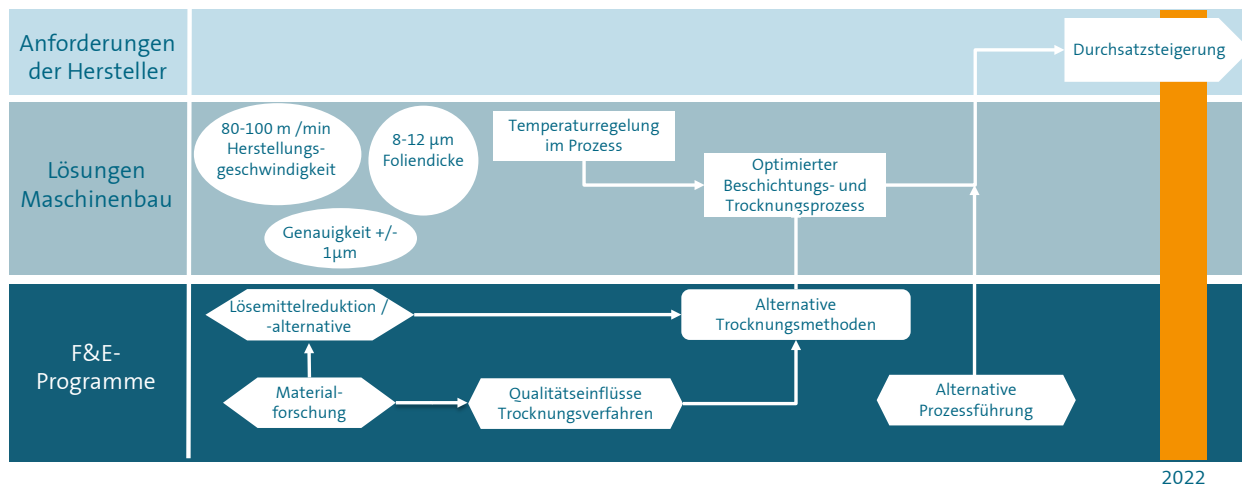 Anforderungen
der Hersteller
Durchsatzsteigerung
Lösungen
Maschinenbau
80-100 m /min
Herstellungs-
geschwindigkeit
8-12 µm
Foliendicke
Genauigkeit +/-
1µm
Temperaturregelung
im Prozess
Optimierter
Beschichtungs- und
Trocknungsprozess
F&E-
Programme
Lösemittelreduktion /
-alternative
Alternative
Trocknungsmethoden
Material-
forschung
Qualitätseinflüsse
Trocknungsverfahren
Alternative
Prozessführung
2022